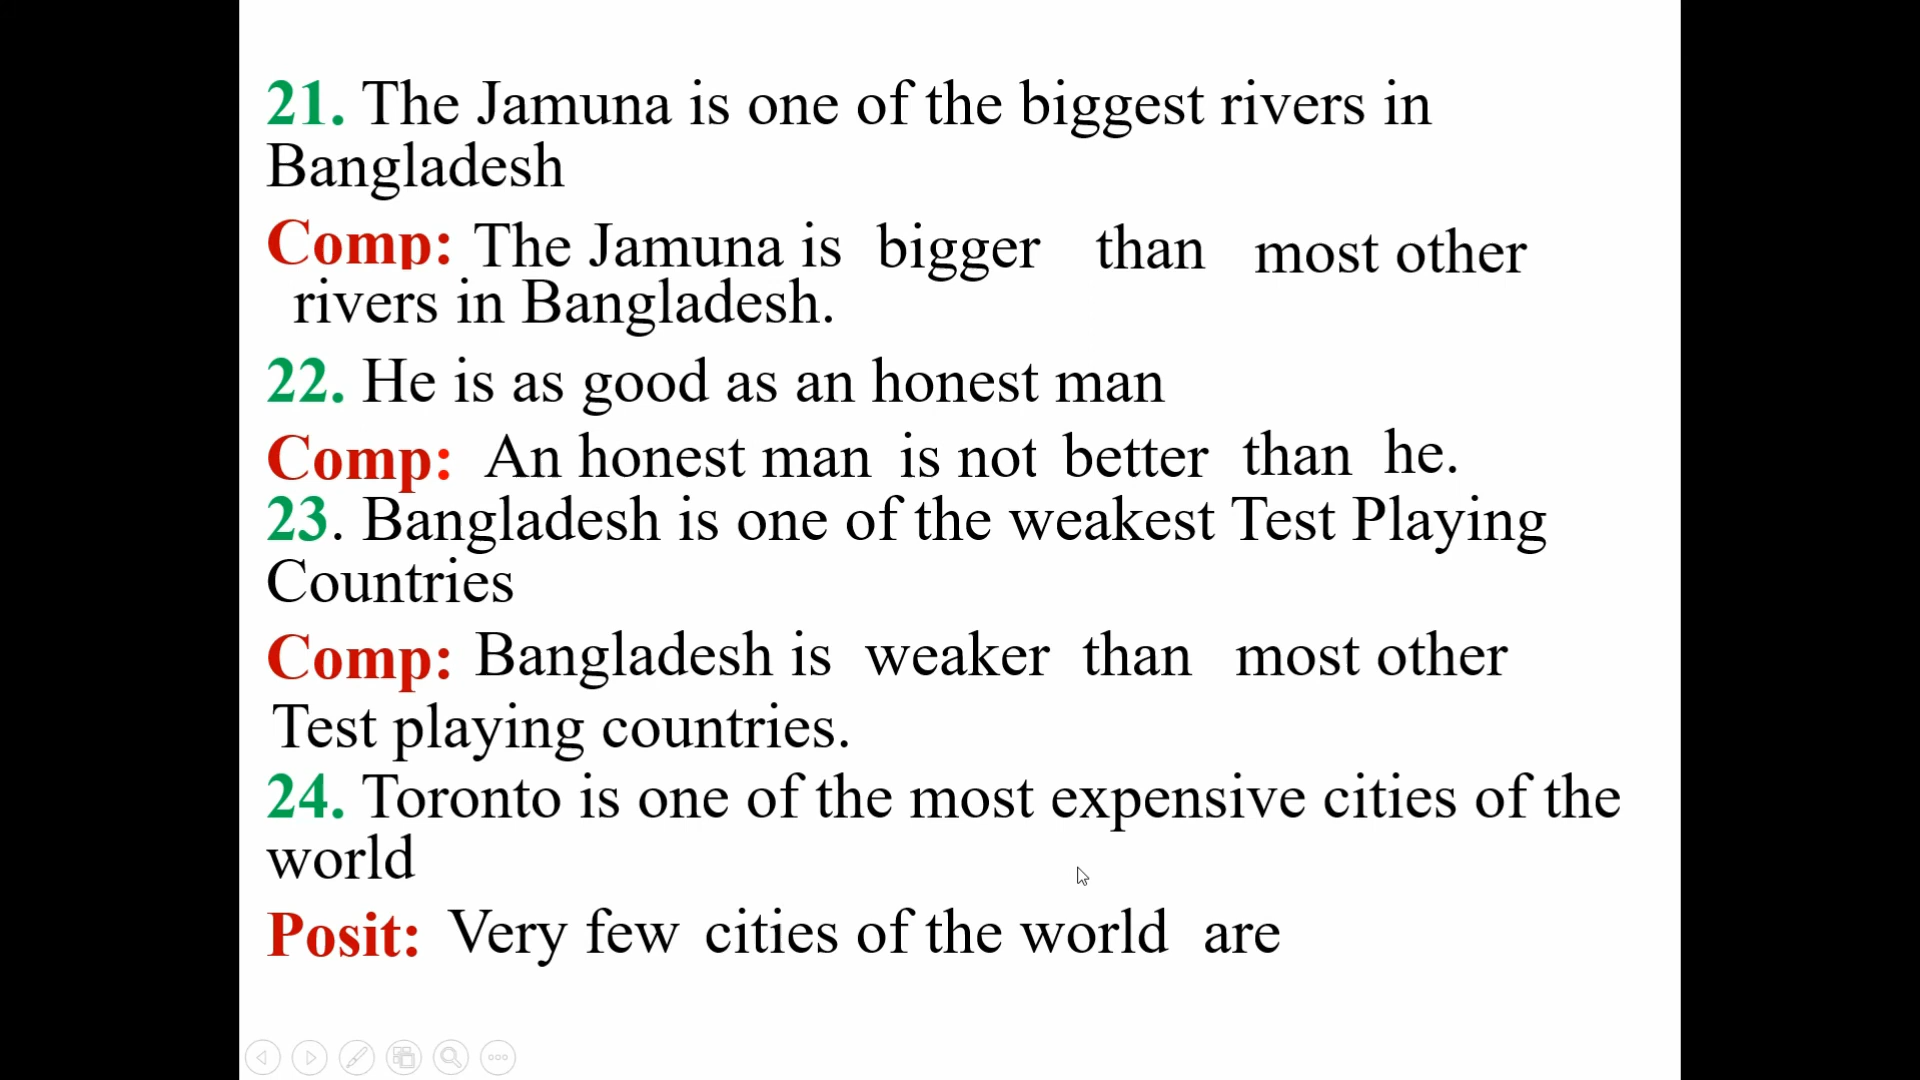 21. The Jamuna is one of the biggest rivers in
Bangladesh
Comp: The Jamuna is bigger than most other
rivers in Bangladesh.
22. He is as good as an honest man
Comp: An honest man is not better than he.
23. Bangladesh is one of the weakest Test Playing
Countries
Comp: Bangladesh is weaker than most other
Test playing countries.
24. Toronto is one of the most expensive cities of the
world
Posit: Very few cities of the world are